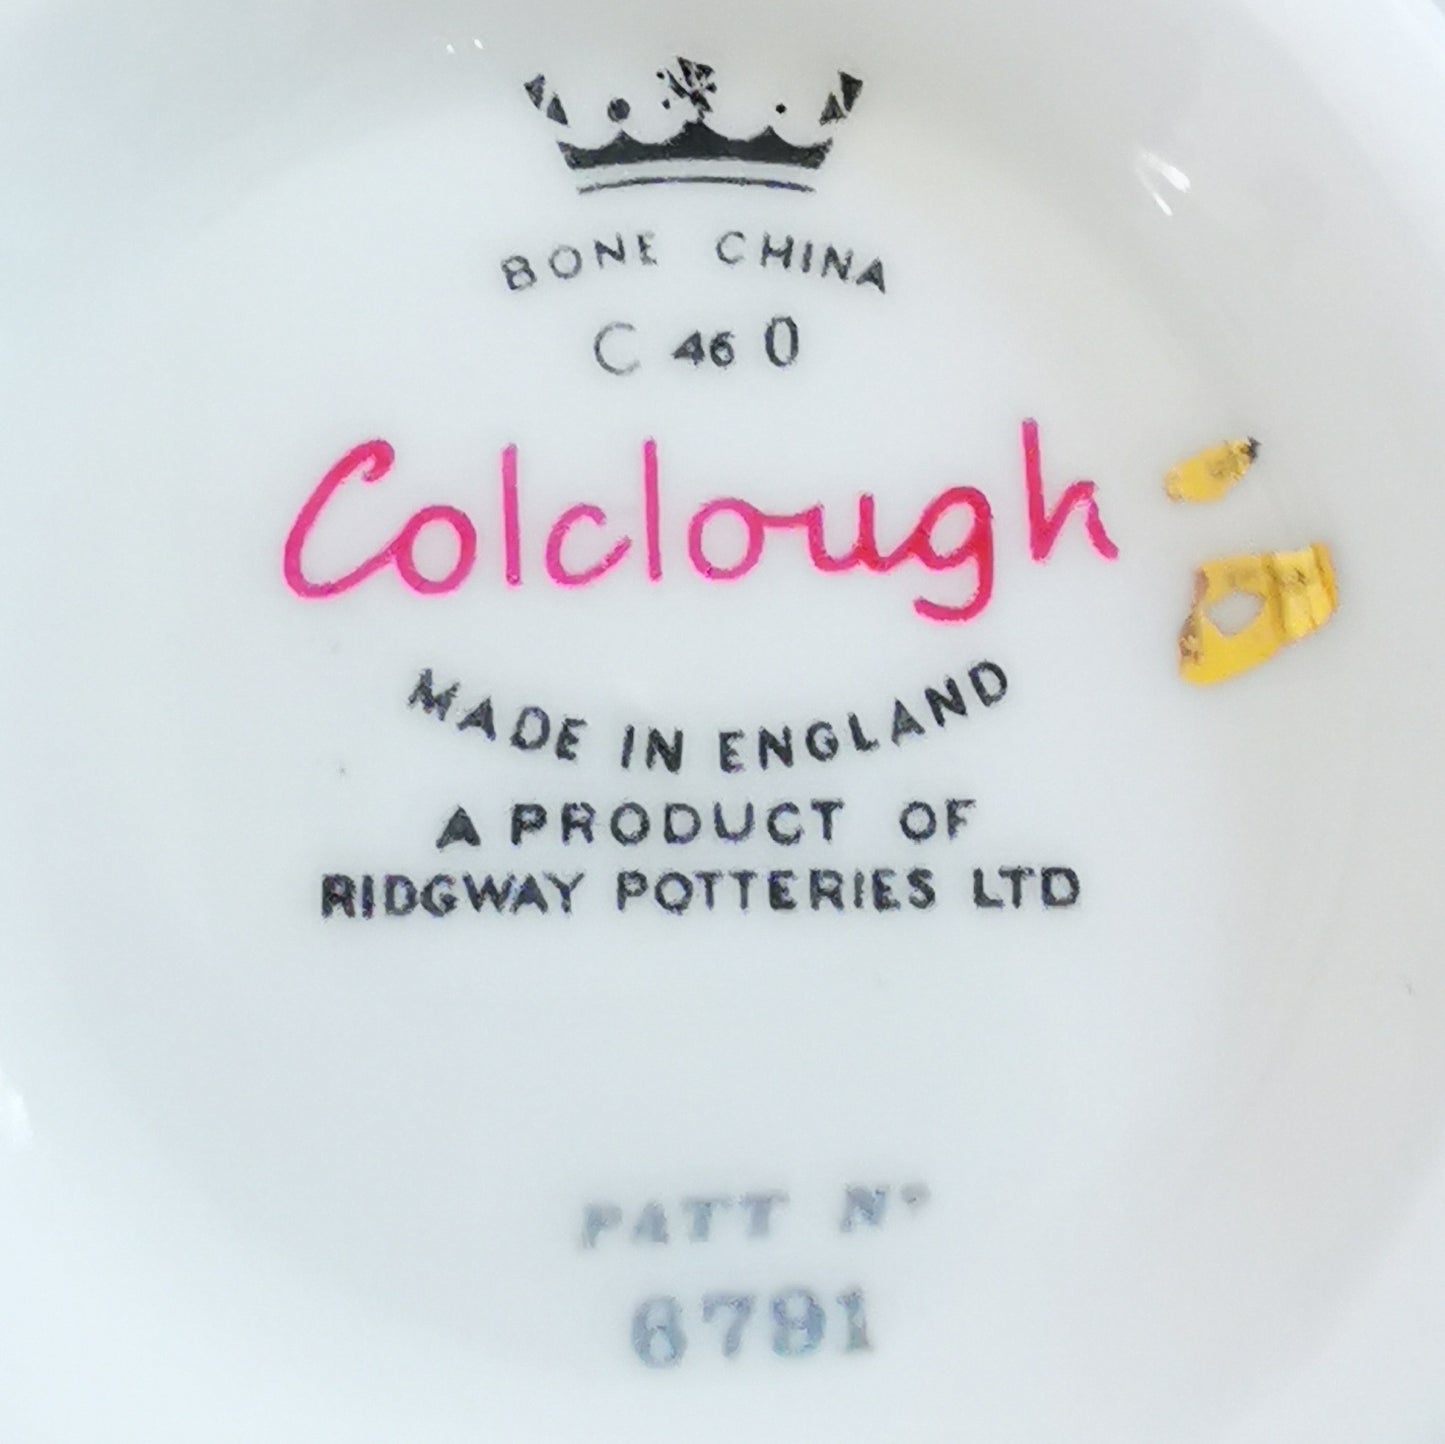 BONE CHINA
C 46 0
Colclough
MADE IN ENGLAND
A PRODUCT OF
RIDGWAY POTTERIES LTD
PATT Nº
6791